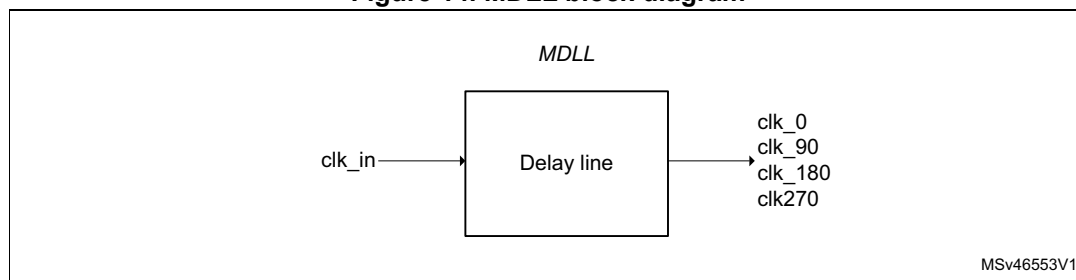 MDLL
clk_in
Delay line
clk_0
clk_90
clk_180
clk270
MSv46553V1